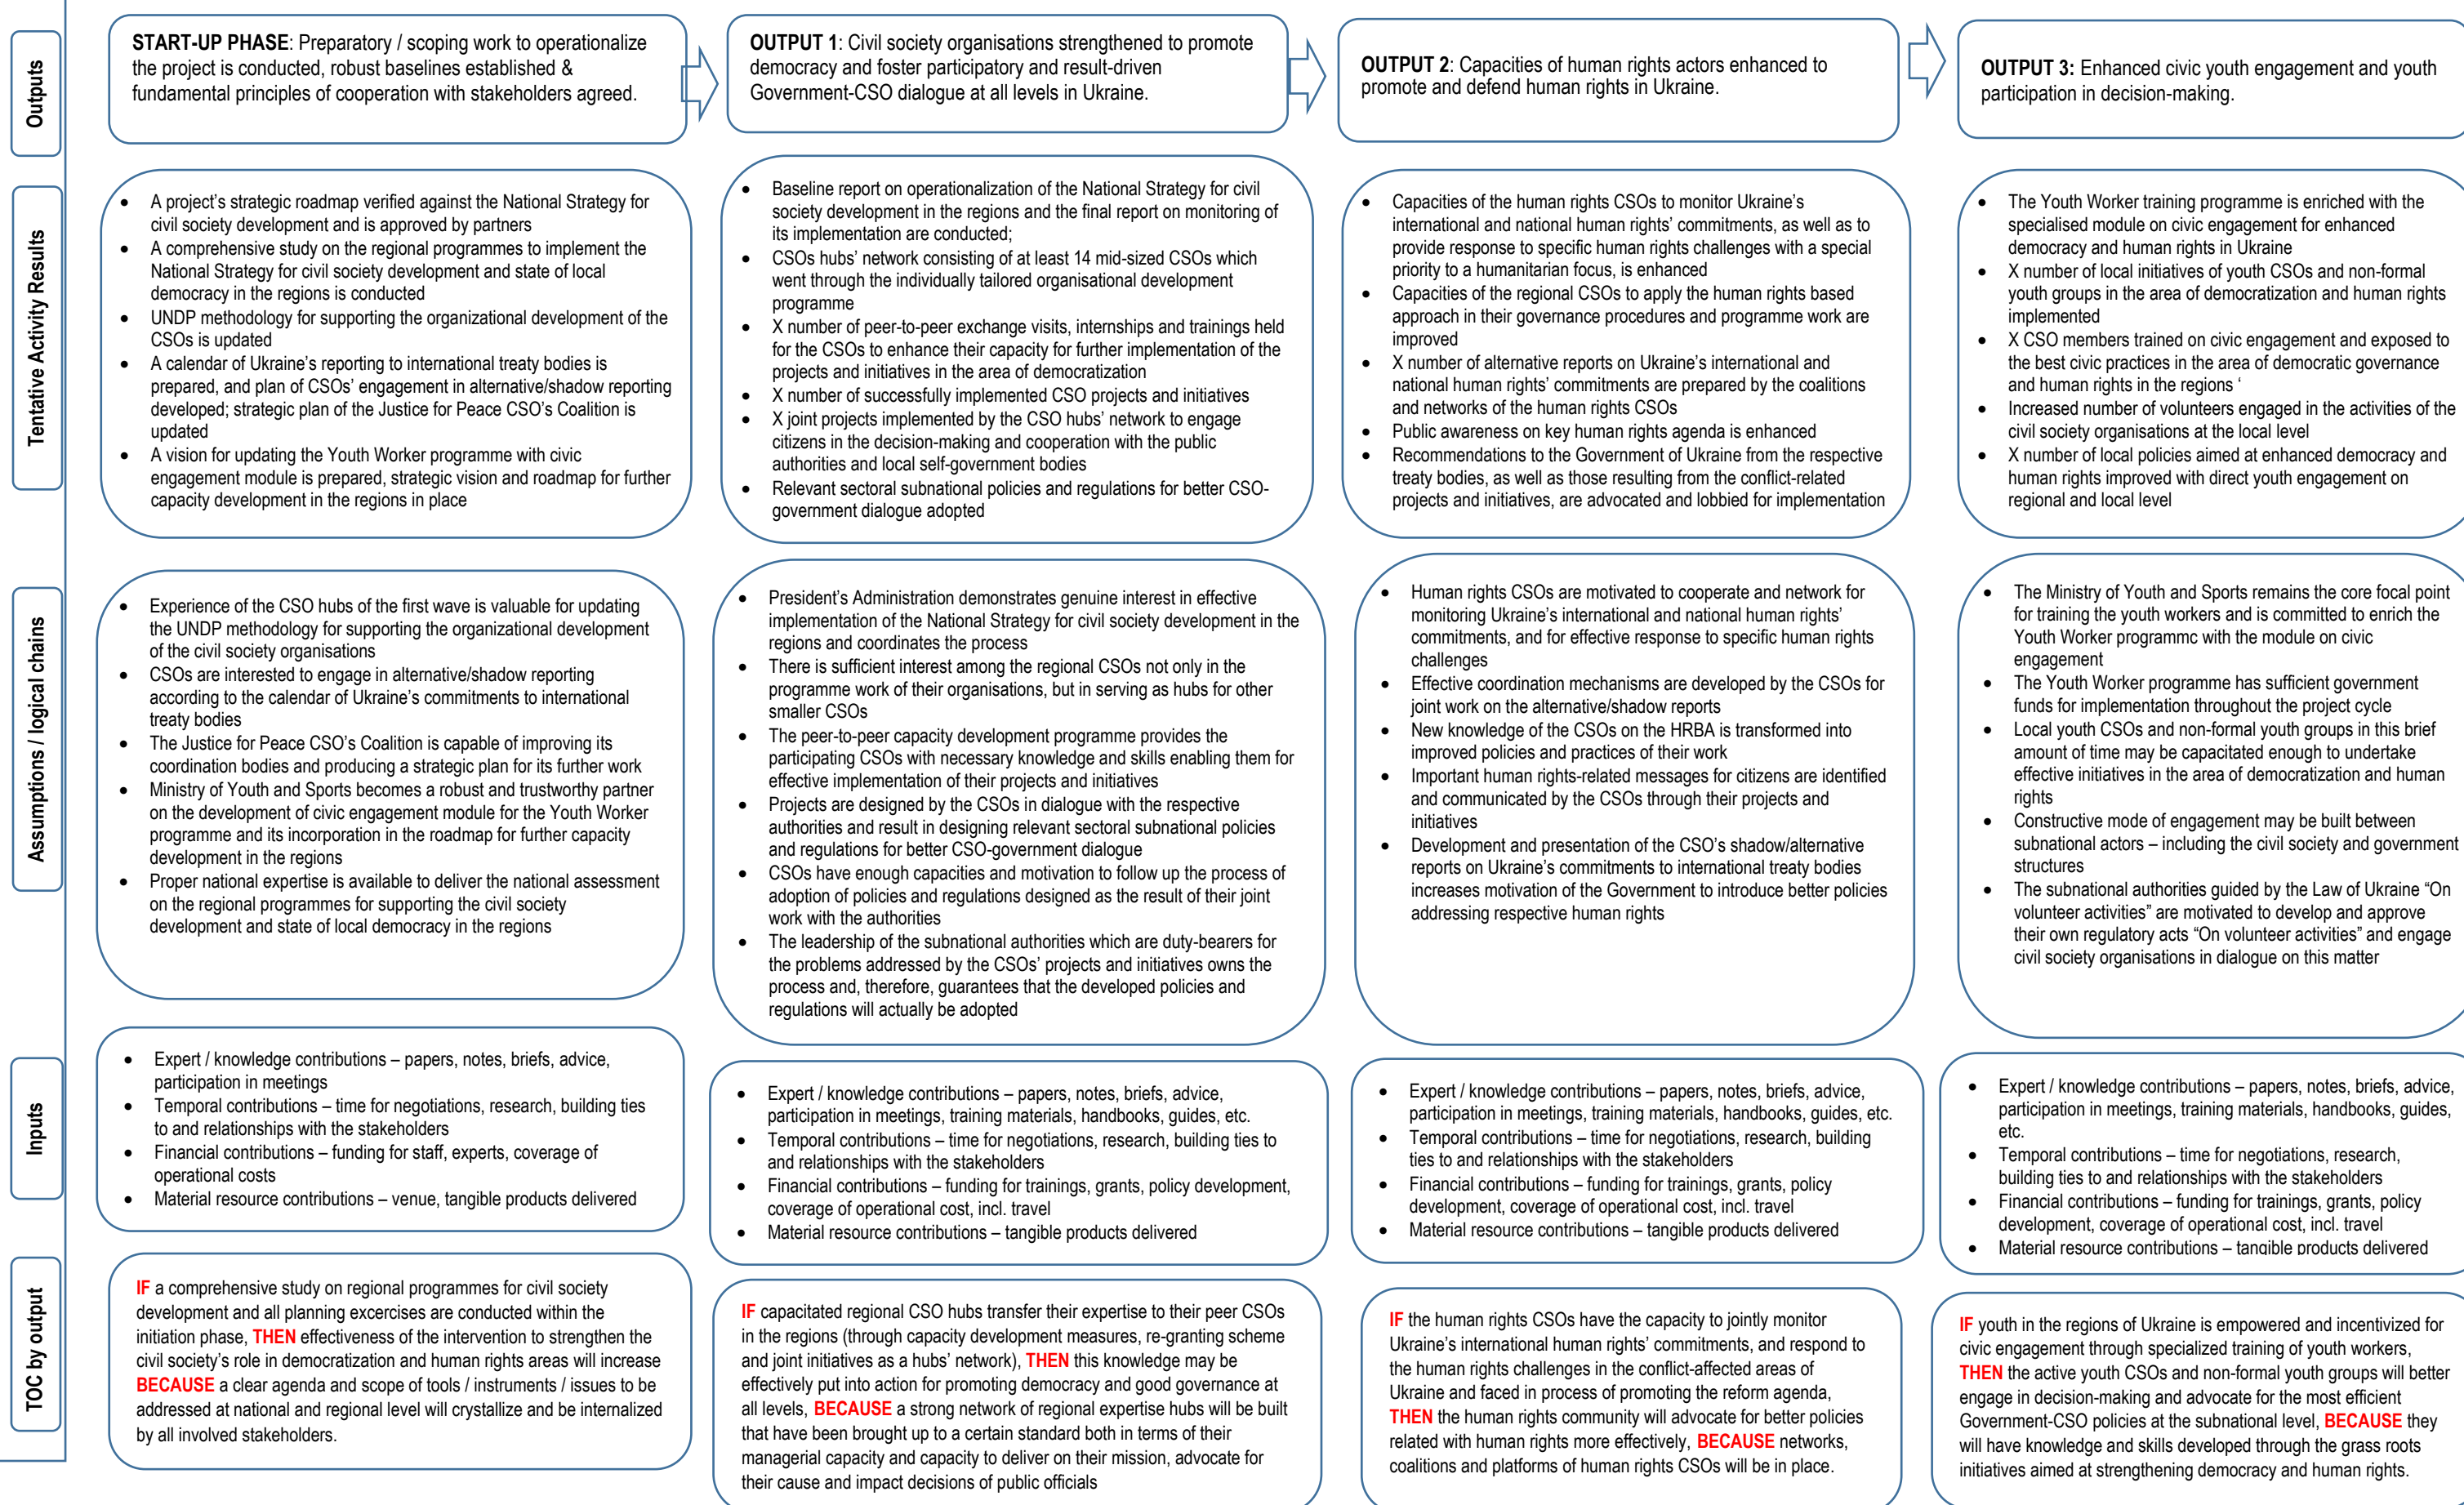 Outputs
START-UP PHASE: Preparatory / scoping work to operationalize
the project is conducted, robust baselines established &
fundamental principles of cooperation with stakeholders agreed.
OUTPUT 1: Civil society organisations strengthened to promote
democracy and foster participatory and result-driven
Government-CSO dialogue at all levels in Ukraine.
OUTPUT 2: Capacities of human rights actors enhanced to
promote and defend human rights in Ukraine.
OUTPUT 3: Enhanced civic youth engagement and youth
participation in decision-making.
Tentative Activity Results
• A project's strategic roadmap verified against the National Strategy for
civil society development and is approved by partners
• A comprehensive study on the regional programmes to implement the
National Strategy for civil society development and state of local
democracy in the regions is conducted
• UNDP methodology for supporting the organizational development of the
CSOs is updated
• A calendar of Ukraine's reporting to international treaty bodies is
prepared, and plan of CSOs' engagement in alternative/shadow reporting
developed; strategic plan of the Justice for Peace CSO's Coalition is
updated
• A vision for updating the Youth Worker programme with civic
engagement module is prepared, strategic vision and roadmap for further
capacity development in the regions in place
• Baseline report on operationalization of the National Strategy for civil
society development in the regions and the final report on monitoring of
its implementation are conducted;
• CSOs hubs' network consisting of at least 14 mid-sized CSOs which
went through the individually tailored organisational development
programme
• X number of peer-to-peer exchange visits, internships and trainings held
for the CSOs to enhance their capacity for further implementation of the
projects and initiatives in the area of democratization
• X number of successfully implemented CSO projects and initiatives
• X joint projects implemented by the CSO hubs' network to engage
citizens in the decision-making and cooperation with the public
authorities and local self-government bodies
• Relevant sectoral subnational policies and regulations for better CSO-
government dialogue adopted
• Capacities of the human rights CSOs to monitor Ukraine's
international and national human rights' commitments, as well as to
provide response to specific human rights challenges with a special
priority to a humanitarian focus, is enhanced
• Capacities of the regional CSOs to apply the human rights based
approach in their governance procedures and programme work are
improved
• X number of alternative reports on Ukraine's international and
national human rights' commitments are prepared by the coalitions
and networks of the human rights CSOs
• Public awareness on key human rights agenda is enhanced
• Recommendations to the Government of Ukraine from the respective
treaty bodies, as well as those resulting from the conflict-related
projects and initiatives, are advocated and lobbied for implementation
• The Youth Worker training programme is enriched with the
specialised module on civic engagement for enhanced
democracy and human rights in Ukraine
• X number of local initiatives of youth CSOs and non-formal
youth groups in the area of democratization and human rights
implemented
• X CSO members trained on civic engagement and exposed to
the best civic practices in the area of democratic governance
and human rights in the regions ‘
• Increased number of volunteers engaged in the activities of the
civil society organisations at the local level
• X number of local policies aimed at enhanced democracy and
human rights improved with direct youth engagement on
regional and local level
Assumptions / logical chains
• Experience of the CSO hubs of the first wave is valuable for updating
the UNDP methodology for supporting the organizational development
of the civil society organisations
• CSOs are interested to engage in alternative/shadow reporting
according to the calendar of Ukraine's commitments to international
treaty bodies
• The Justice for Peace CSO's Coalition is capable of improving its
coordination bodies and producing a strategic plan for its further work
• Ministry of Youth and Sports becomes a robust and trustworthy partner
on the development of civic engagement module for the Youth Worker
programme and its incorporation in the roadmap for further capacity
development in the regions
• Proper national expertise is available to deliver the national assessment
on the regional programmes for supporting the civil society
development and state of local democracy in the regions
• President's Administration demonstrates genuine interest in effective
implementation of the National Strategy for civil society development in the
regions and coordinates the process
• There is sufficient interest among the regional CSOs not only in the
programme work of their organisations, but in serving as hubs for other
smaller CSOs
• The peer-to-peer capacity development programme provides the
participating CSOs with necessary knowledge and skills enabling them for
effective implementation of their projects and initiatives
• Projects are designed by the CSOs in dialogue with the respective
authorities and result in designing relevant sectoral subnational policies
and regulations for better CSO-government dialogue
• CSOs have enough capacities and motivation to follow up the process of
adoption of policies and regulations designed as the result of their joint
work with the authorities
• The leadership of the subnational authorities which are duty-bearers for
the problems addressed by the CSOs' projects and initiatives owns the
process and, therefore, guarantees that the developed policies and
regulations will actually be adopted
• Human rights CSOs are motivated to cooperate and network for
monitoring Ukraine's international and national human rights'
commitments, and for effective response to specific human rights
challenges
• Effective coordination mechanisms are developed by the CSOs for
joint work on the alternative/shadow reports
• New knowledge of the CSOs on the HRBA is transformed into
improved policies and practices of their work
• Important human rights-related messages for citizens are identified
and communicated by the CSOs through their projects and
initiatives
• Development and presentation of the CSO's shadow/alternative
reports on Ukraine's commitments to international treaty bodies
increases motivation of the Government to introduce better policies
addressing respective human rights
• The Ministry of Youth and Sports remains the core focal point
for training the youth workers and is committed to enrich the
Youth Worker programmc with the module on civic
engagement
• The Youth Worker programme has sufficient government
funds for implementation throughout the project cycle
• Local youth CSOs and non-formal youth groups in this brief
amount of time may be capacitated enough to undertake
effective initiatives in the area of democratization and human
rights
• Constructive mode of engagement may be built between
subnational actors – including the civil society and government
structures
• The subnational authorities guided by the Law of Ukraine “On
volunteer activities” are motivated to develop and approve
their own regulatory acts “On volunteer activities” and engage
civil society organisations in dialogue on this matter
Inputs
• Expert / knowledge contributions – papers, notes, briefs, advice,
participation in meetings
• Temporal contributions – time for negotiations, research, building ties
to and relationships with the stakeholders
• Financial contributions – funding for staff, experts, coverage of
operational costs
• Material resource contributions – venue, tangible products delivered
• Expert / knowledge contributions – papers, notes, briefs, advice,
participation in meetings, training materials, handbooks, guides, etc.
• Temporal contributions – time for negotiations, research, building ties to
and relationships with the stakeholders
• Financial contributions – funding for trainings, grants, policy development,
coverage of operational cost, incl. travel
• Material resource contributions – tangible products delivered
• Expert / knowledge contributions – papers, notes, briefs, advice,
participation in meetings, training materials, handbooks, guides, etc.
• Temporal contributions – time for negotiations, research, building
ties to and relationships with the stakeholders
• Financial contributions – funding for trainings, grants, policy
development, coverage of operational cost, incl. travel
• Material resource contributions – tangible products delivered
• Expert / knowledge contributions – papers, notes, briefs, advice,
participation in meetings, training materials, handbooks, guides,
etc.
• Temporal contributions – time for negotiations, research,
building ties to and relationships with the stakeholders
• Financial contributions – funding for trainings, grants, policy
development, coverage of operational cost, incl. travel
• Material resource contributions – tangible products delivered
TOC by output
IF a comprehensive study on regional programmes for civil society
development and all planning excercises are conducted within the
initiation phase, THEN effectiveness of the intervention to strengthen the
civil society's role in democratization and human rights areas will increase
BECAUSE a clear agenda and scope of tools / instruments / issues to be
addressed at national and regional level will crystallize and be internalized
by all involved stakeholders.
IF capacitated regional CSO hubs transfer their expertise to their peer CSOs
in the regions (through capacity development measures, re-granting scheme
and joint initiatives as a hubs' network), THEN this knowledge may be
effectively put into action for promoting democracy and good governance at
all levels, BECAUSE a strong network of regional expertise hubs will be built
that have been brought up to a certain standard both in terms of their
managerial capacity and capacity to deliver on their mission, advocate for
their cause and impact decisions of public officials
IF the human rights CSOs have the capacity to jointly monitor
Ukraine's international human rights' commitments, and respond to
the human rights challenges in the conflict-affected areas of
Ukraine and faced in process of promoting the reform agenda,
THEN the human rights community will advocate for better policies
related with human rights more effectively, BECAUSE networks,
coalitions and platforms of human rights CSOs will be in place.
IF youth in the regions of Ukraine is empowered and incentivized for
civic engagement through specialized training of youth workers,
THEN the active youth CSOs and non-formal youth groups will better
engage in decision-making and advocate for the most efficient
Government-CSO policies at the subnational level, BECAUSE they
will have knowledge and skills developed through the grass roots
initiatives aimed at strengthening democracy and human rights.